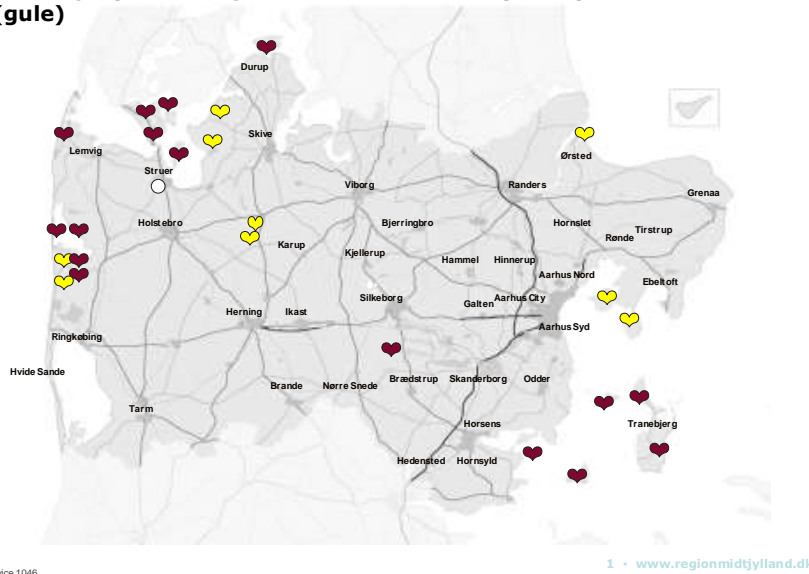 (gule)
Durup
Skive
Lemvig
Ørsted
Struer
Viborg
Randers
Grenaa
Holstebro
Bjerringbro
Hornslet
Tirstrup
Rønde
Karup
Kjellerup
Hammel
Hinnerup
Aarhus Nord
Ebeltoft
Silkeborg
Galten
Aarhus City
Herning
Ikast
Aarhus Syd
Ringkøbing
Hvide Sande
Brande
Nørre Snede
Brædstrup
Skanderborg
Odder
Tarm
Horsens
Tranebjerg
Hedensted
Hornsyld
1 · www.regionmidtjylland.dk